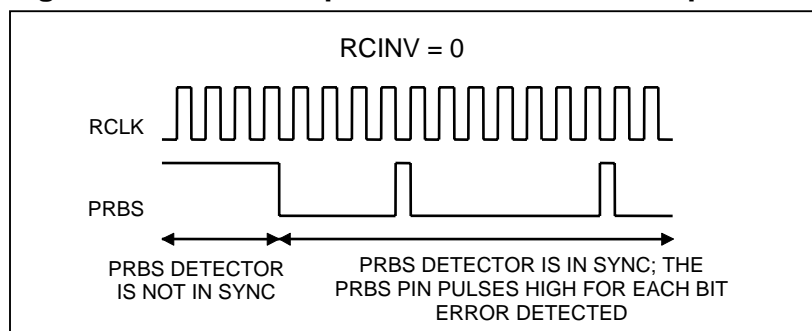 RCINV = 0
RCLK
PRBS
PRBS DETECTOR
IS NOT IN SYNC
PRBS DETECTOR IS IN SYNC; THE
PRBS PIN PULSES HIGH FOR EACH BIT
ERROR DETECTED